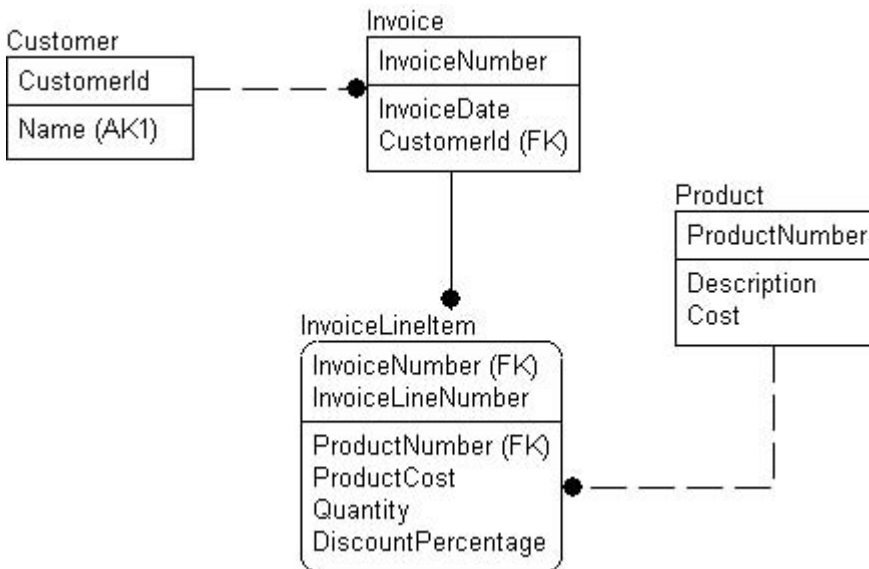 Customer
CustomerId
Name (AK1)
Invoice
InvoiceNumber
InvoiceDate
CustomerId (FK)
Product
ProductNumber
Description
Cost
InvoiceLineItem
InvoiceNumber (FK)
InvoiceLineNumber
ProductNumber (FK)
ProductCost
Quantity
DiscountPercentage